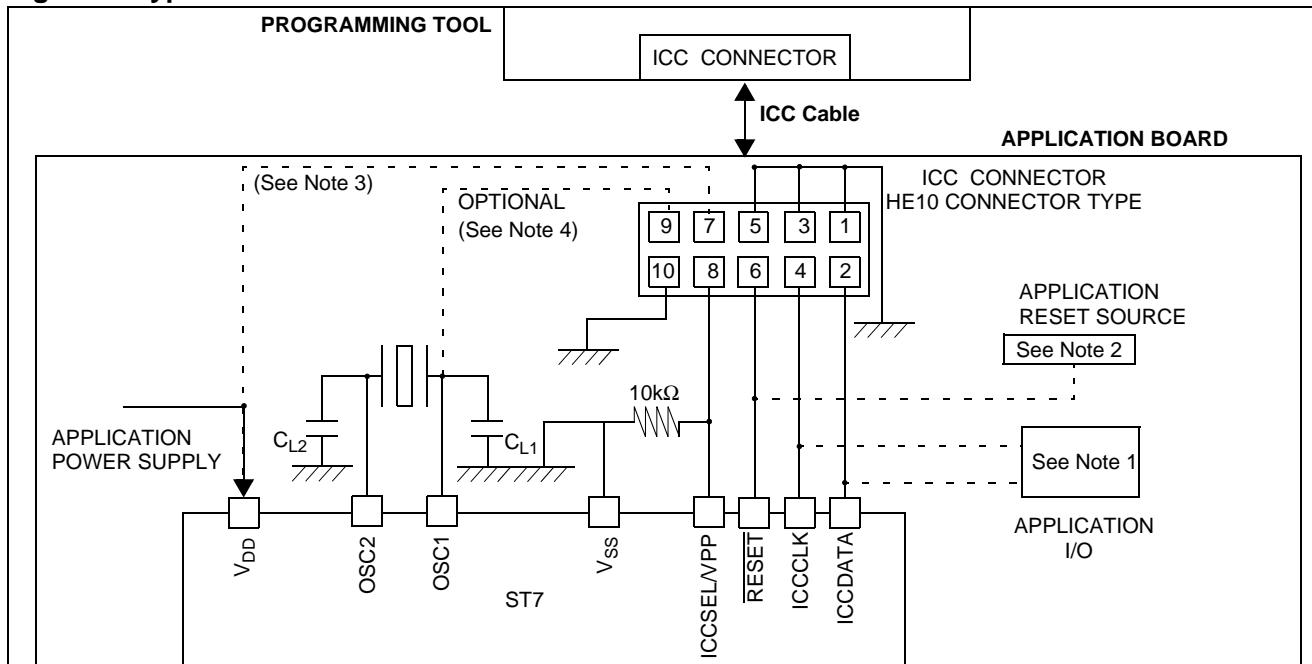 PROGRAMMING TOOL
ICC CONNECTOR
ICC Cable
APPLICATION BOARD
(See Note 3)
OPTIONAL
(See Note 4)
ICC CONNECTOR
HE10 CONNECTOR TYPE
9 7 5 3 1
10 8 6 4 2
APPLICATION
RESET SOURCE
See Note 2
10kΩ
APPLICATION
POWER SUPPLY
CL2
CL1
See Note 1
APPLICATION
I/O
VDD
OSC2
OSC1
VSS
ICCSEL/VPP
RESET
ICCCLK
ICCDATA
ST7